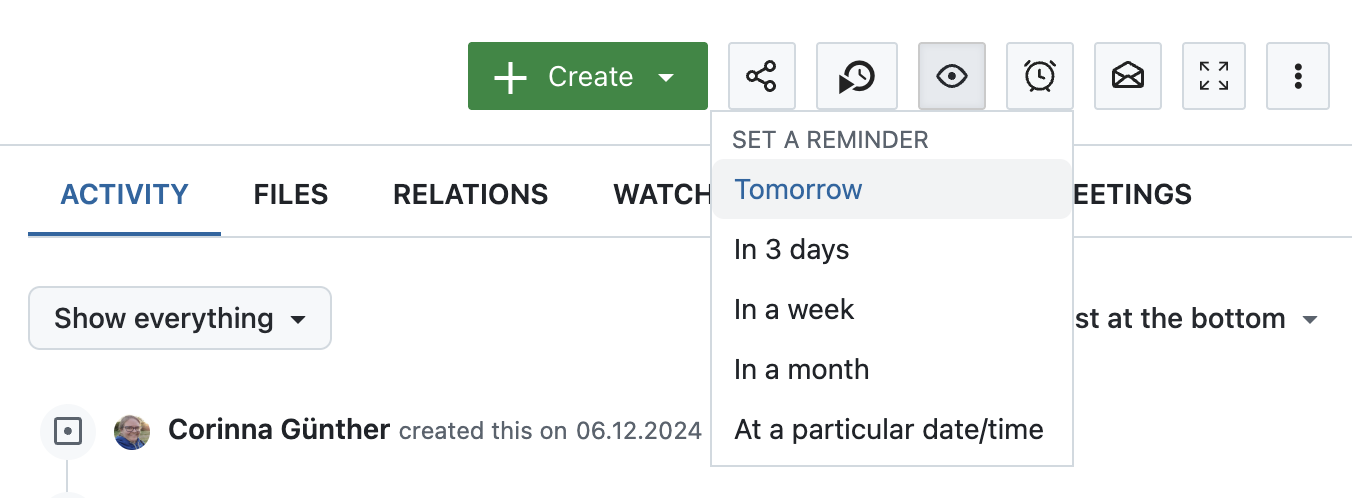 Create
SET A REMINDER
ACTIVITY FILES RELATIONS WATCH
Tomorrow
EETINGS
In 3 days
In a week
Show everything
st at the bottom
In a month
Corinna Günther created this on 06.12.2024
At a particular date/time